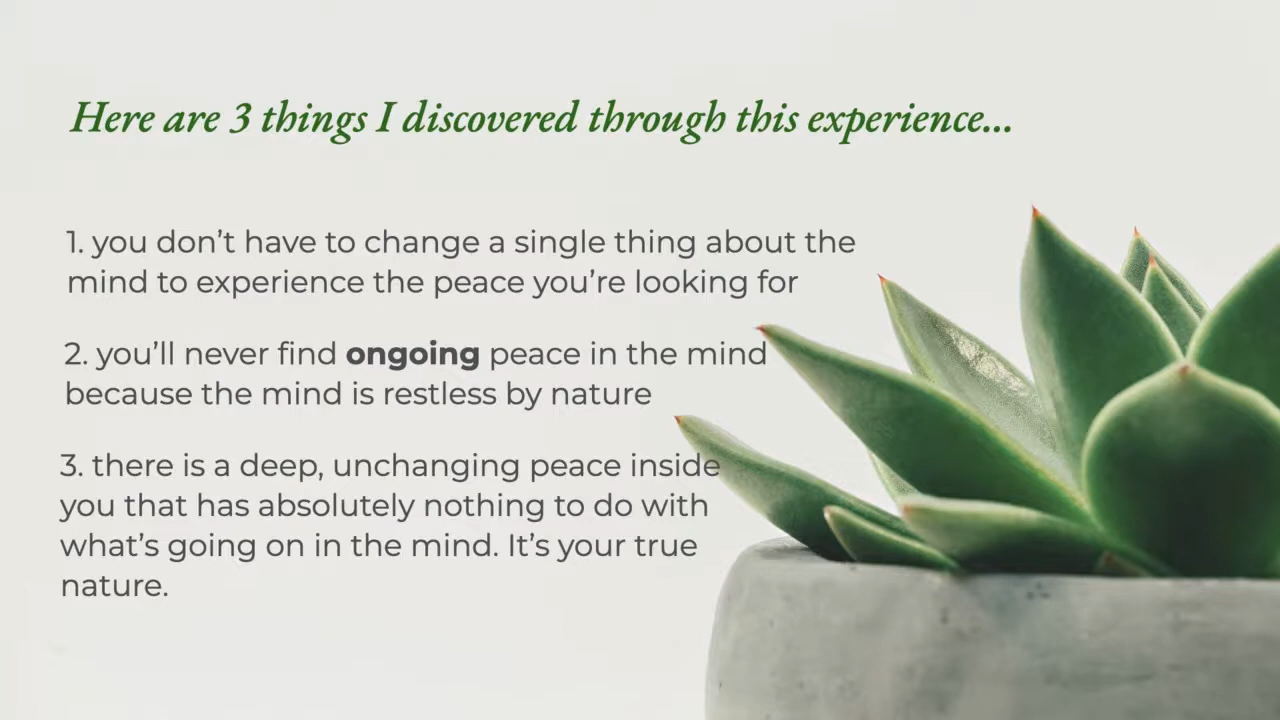 Here are 3 things I discovered through this experience...
1. you don’t have to change a single thing about the
mind to experience the peace you’re looking for
2. you’ll never find ongoing peace in the mind
because the mind is restless by nature
3. there is a deep, unchanging peace inside
you that has absolutely nothing to do with
what’s going on in the mind. It’s your true
nature.